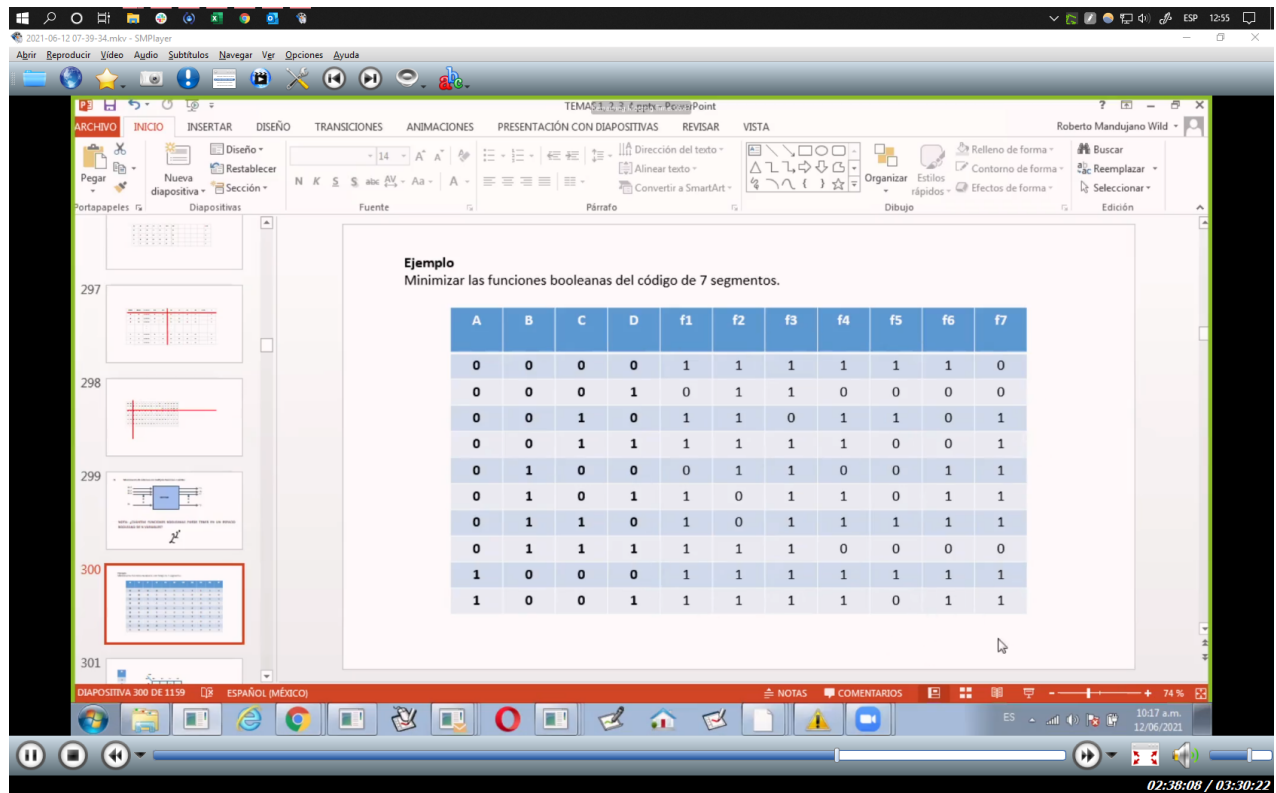 ESP 12:55
2021-06-12 07-39-34.mkv - SMPlayer
Abrir Reproducir Vídeo Audio Subtítulos Navegar Ver Opciones Ayuda
abc
TEMAS 1, 2, 3, 4.pptx - PowerPoint
ARCHIVO INICIO INSERTAR DISEÑO TRANSICIONES ANIMACIONES PRESENTACIÓN CON DIAPOSITIVAS REVISAR VISTA Roberto Mandujano Wild
Pegar
Nueva diapositiva
Diseño
Restablecer
Sección
14
N K S S abc AV Aa A
Dirección del texto
Alinear texto
Convertir a SmartArt
Organizar
Estilos rápidos
Relleno de forma
Contorno de forma
Efectos de forma
Buscar
Reemplazar
Seleccionar
Portapapeles Diapositivas Fuente Párrafo Dibujo Edición
297
298
299
300
301
Ejemplo
Minimizar las funciones booleanas del código de 7 segmentos.
A B C D f1 f2 f3 f4 f5 f6 f7
0 0 0 0 1 1 1 1 1 1 0
0 0 0 1 0 1 1 0 0 0 0
0 0 1 0 1 1 0 1 1 0 1
0 0 1 1 1 1 1 1 0 0 1
0 1 0 0 0 1 1 0 0 1 1
0 1 0 1 1 0 1 1 0 1 1
0 1 1 0 1 0 1 1 1 1 1
0 1 1 1 1 1 1 0 0 0 0
1 0 0 0 1 1 1 1 1 1 1
1 0 0 1 1 1 1 1 0 1 1
DIAPOSITIVA 300 DE 1159 ESPAÑOL (MÉXICO) NOTAS COMENTARIOS 74 %
ES 10:17 a.m.
12/06/2021
02:38:08 / 03:30:22